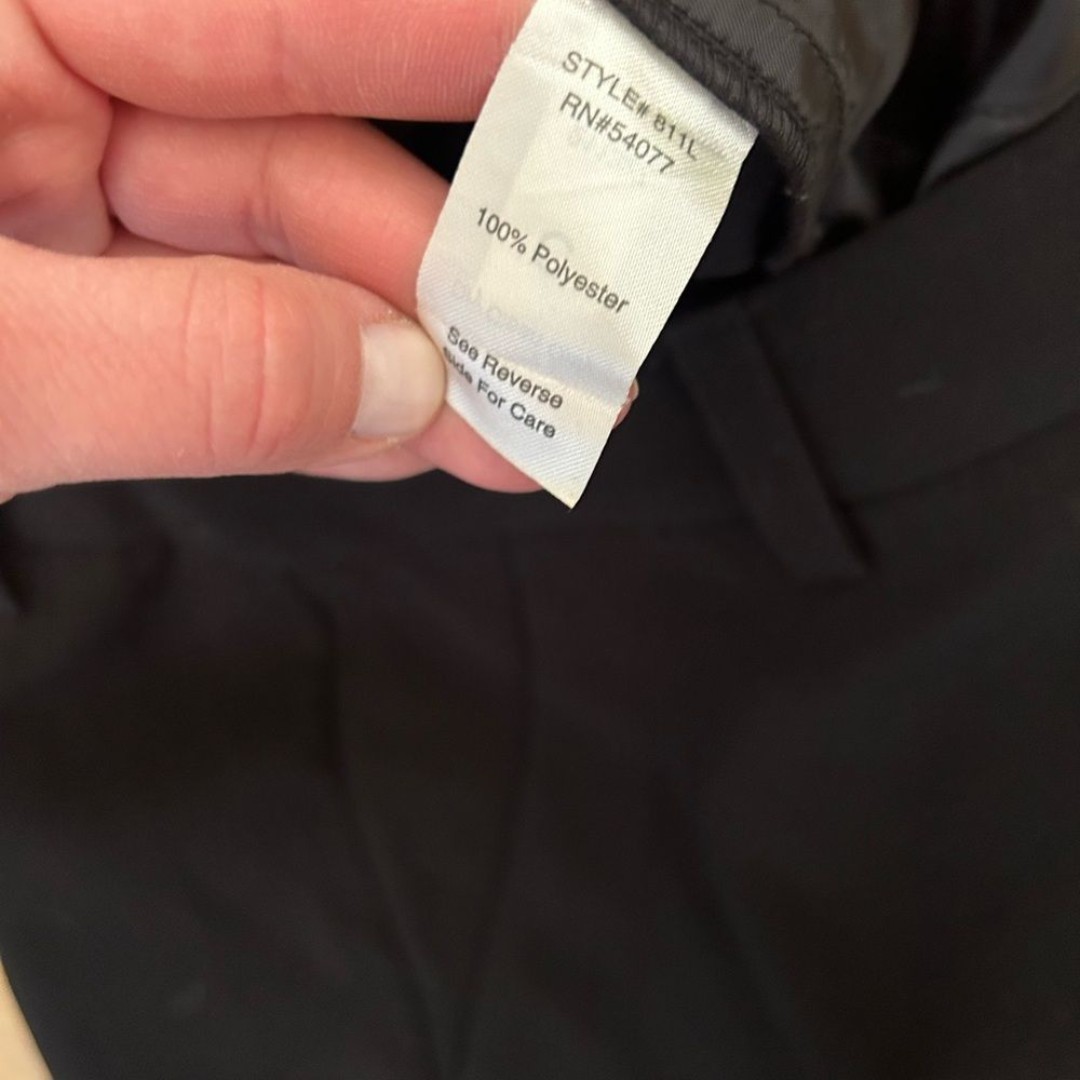 STYLE# 811L
RN#54077
100% Polyester
See Reverse
Side For Care